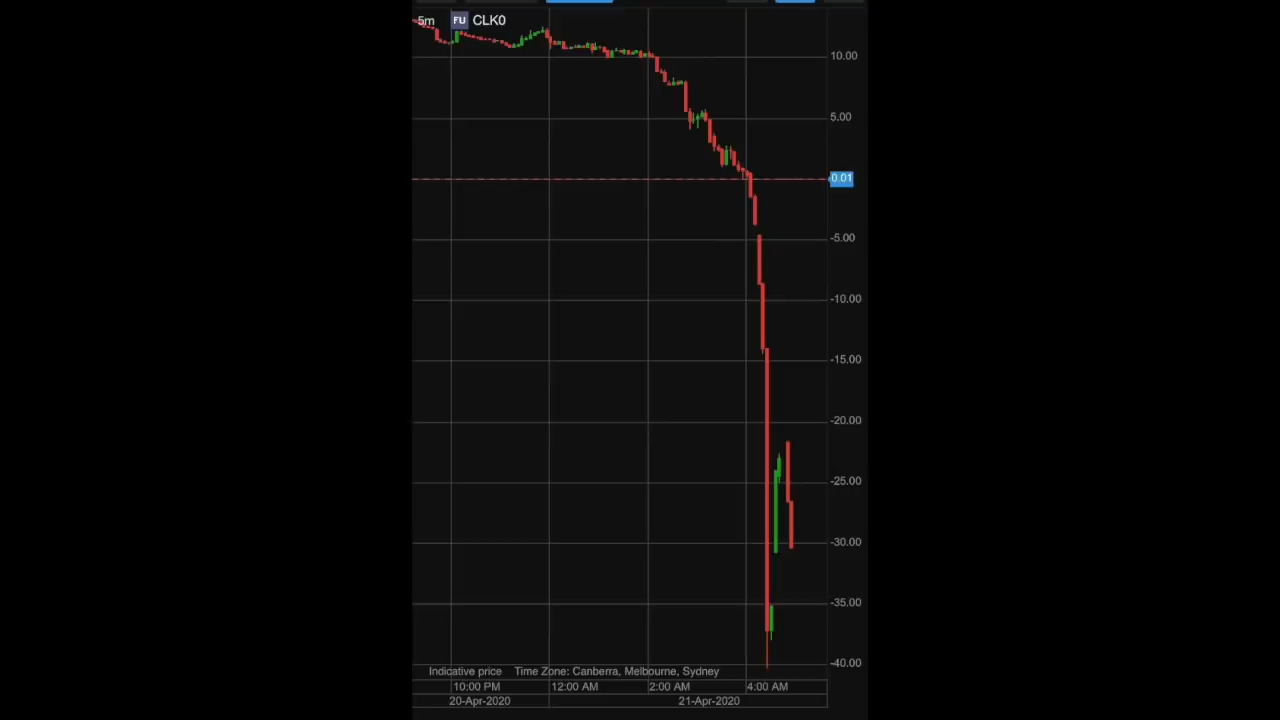 5m FU CLK0
10.00
5.00
0.01
-5.00
-10.00
-15.00
-20.00
-25.00
-30.00
-35.00
-40.00
Indicative price Time Zone: Canberra, Melbourne, Sydney
10:00 PM 12:00 AM 2:00 AM 4:00 AM
20-Apr-2020 21-Apr-2020